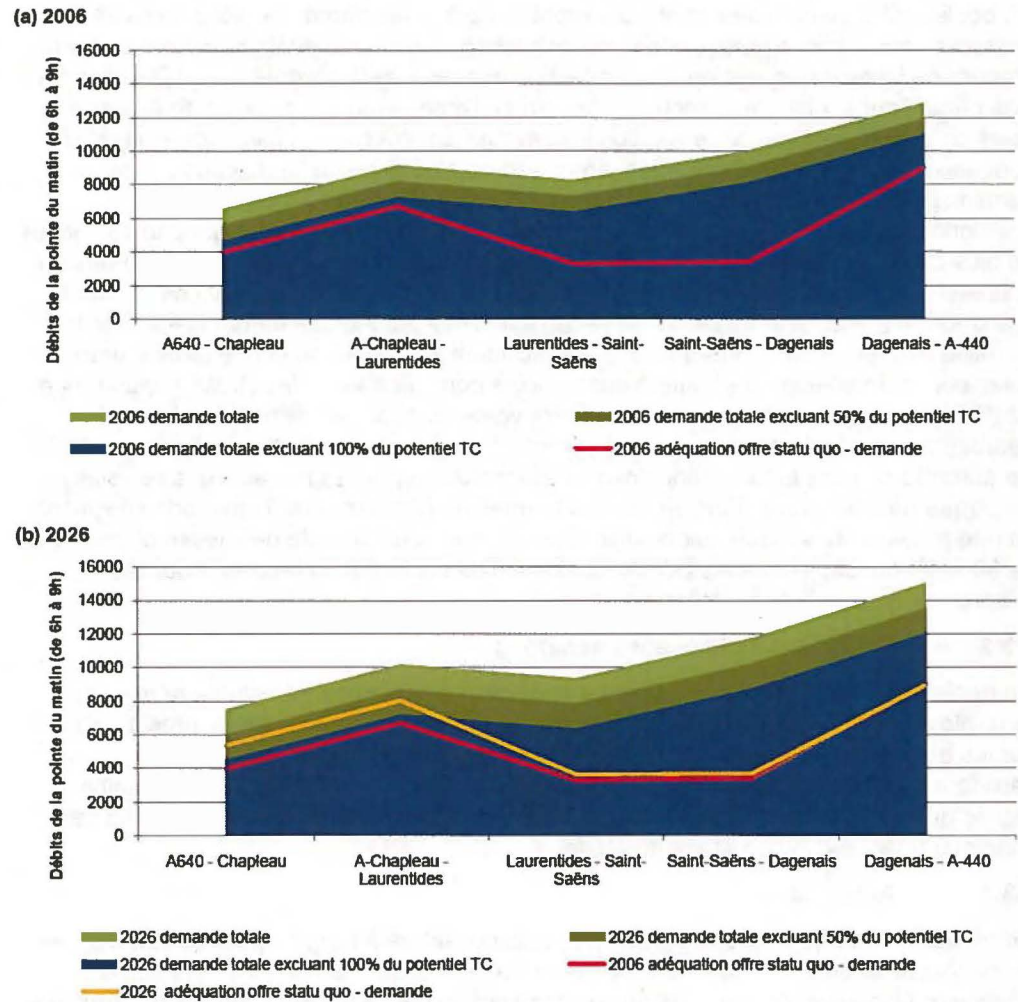 (a) 2006
Débits de la pointe du matin (de 6h à 9h)
16000
14000
12000
10000
8000
6000
4000
2000
0
A640 - Chapleau
A-Chapleau - Laurentides
Laurentides - Saint-Saëns
Saint-Saëns - Dagenais
Dagenais - A-440
2006 demande totale
2006 demande totale excluant 50% du potentiel TC
2006 demande totale excluant 100% du potentiel TC
2006 adéquation offre statu quo - demande
(b) 2026
Débits de la pointe du matin (de 6h à 9h)
16000
14000
12000
10000
8000
6000
4000
2000
0
A640 - Chapleau
A-Chapleau - Laurentides
Laurentides - Saint-Saëns
Saint-Saëns - Dagenais
Dagenais - A-440
2026 demande totale
2026 demande totale excluant 50% du potentiel TC
2026 demande totale excluant 100% du potentiel TC
2006 adéquation offre statu quo - demande
2026 adéquation offre statu quo - demande